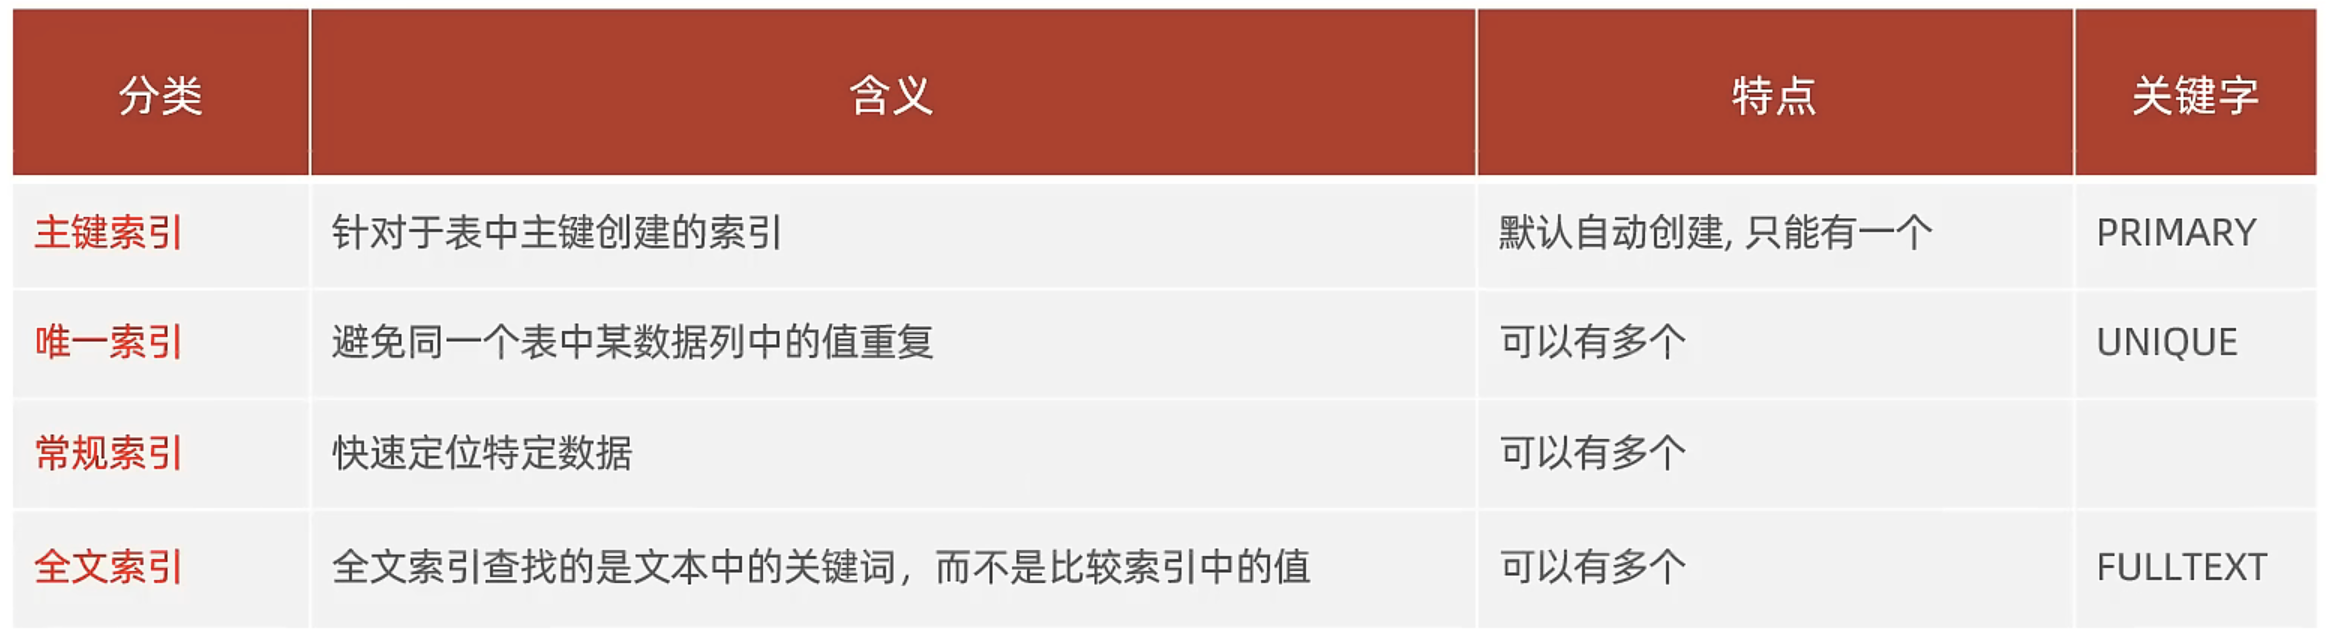 分类 含义 特点 关键字
主键索引 针对于表中主键创建的索引 默认自动创建, 只能有一个 PRIMARY
唯一索引 避免同一个表中某数据列中的值重复 可以有多个 UNIQUE
常规索引 快速定位特定数据 可以有多个
全文索引 全文索引查找的是文本中的关键词，而不是比较索引中的值 可以有多个 FULLTEXT